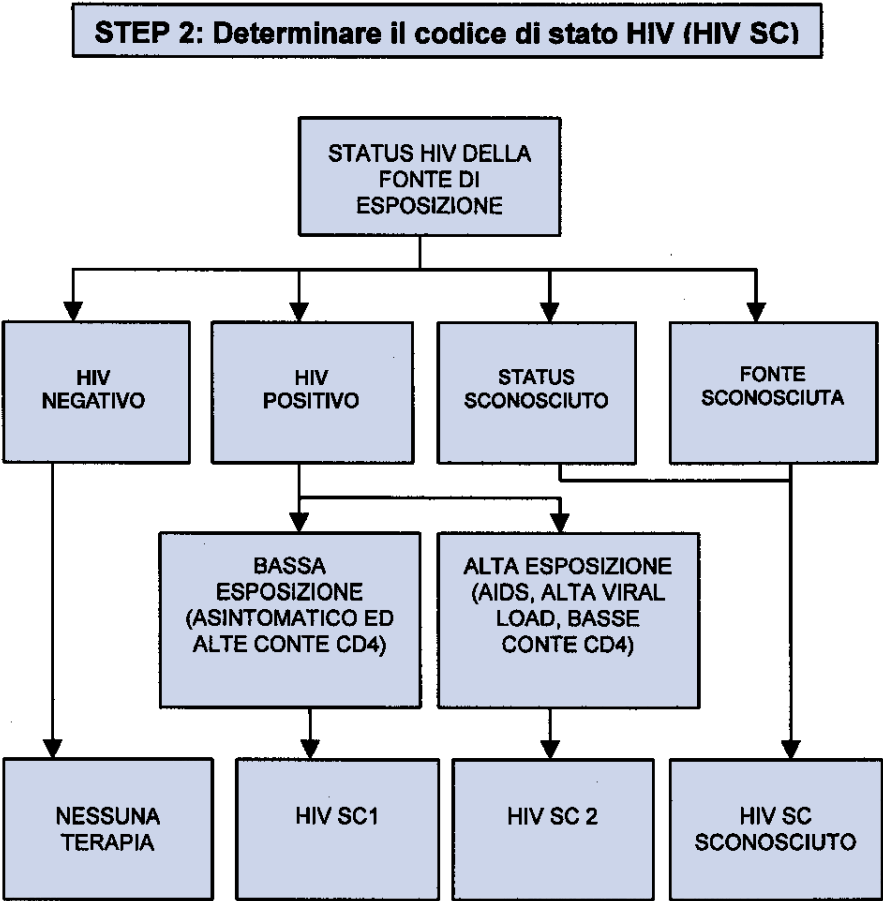 STEP 2: Determinare il codice di stato HIV (HIV SC)
STATUS HIV DELLA
FONTE DI
ESPOSIZIONE
HIV
NEGATIVO
HIV
POSITIVO
STATUS
SCONOSCIUTO
FONTE
SCONOSCIUTA
BASSA
ESPOSIZIONE
(ASINTOMATICO ED
ALTE CONTE CD4)
ALTA ESPOSIZIONE
(AIDS, ALTA VIRAL
LOAD, BASSE
CONTE CD4)
NESSUNA
TERAPIA
HIV SC1
HIV SC 2
HIV SC
SCONOSCIUTO